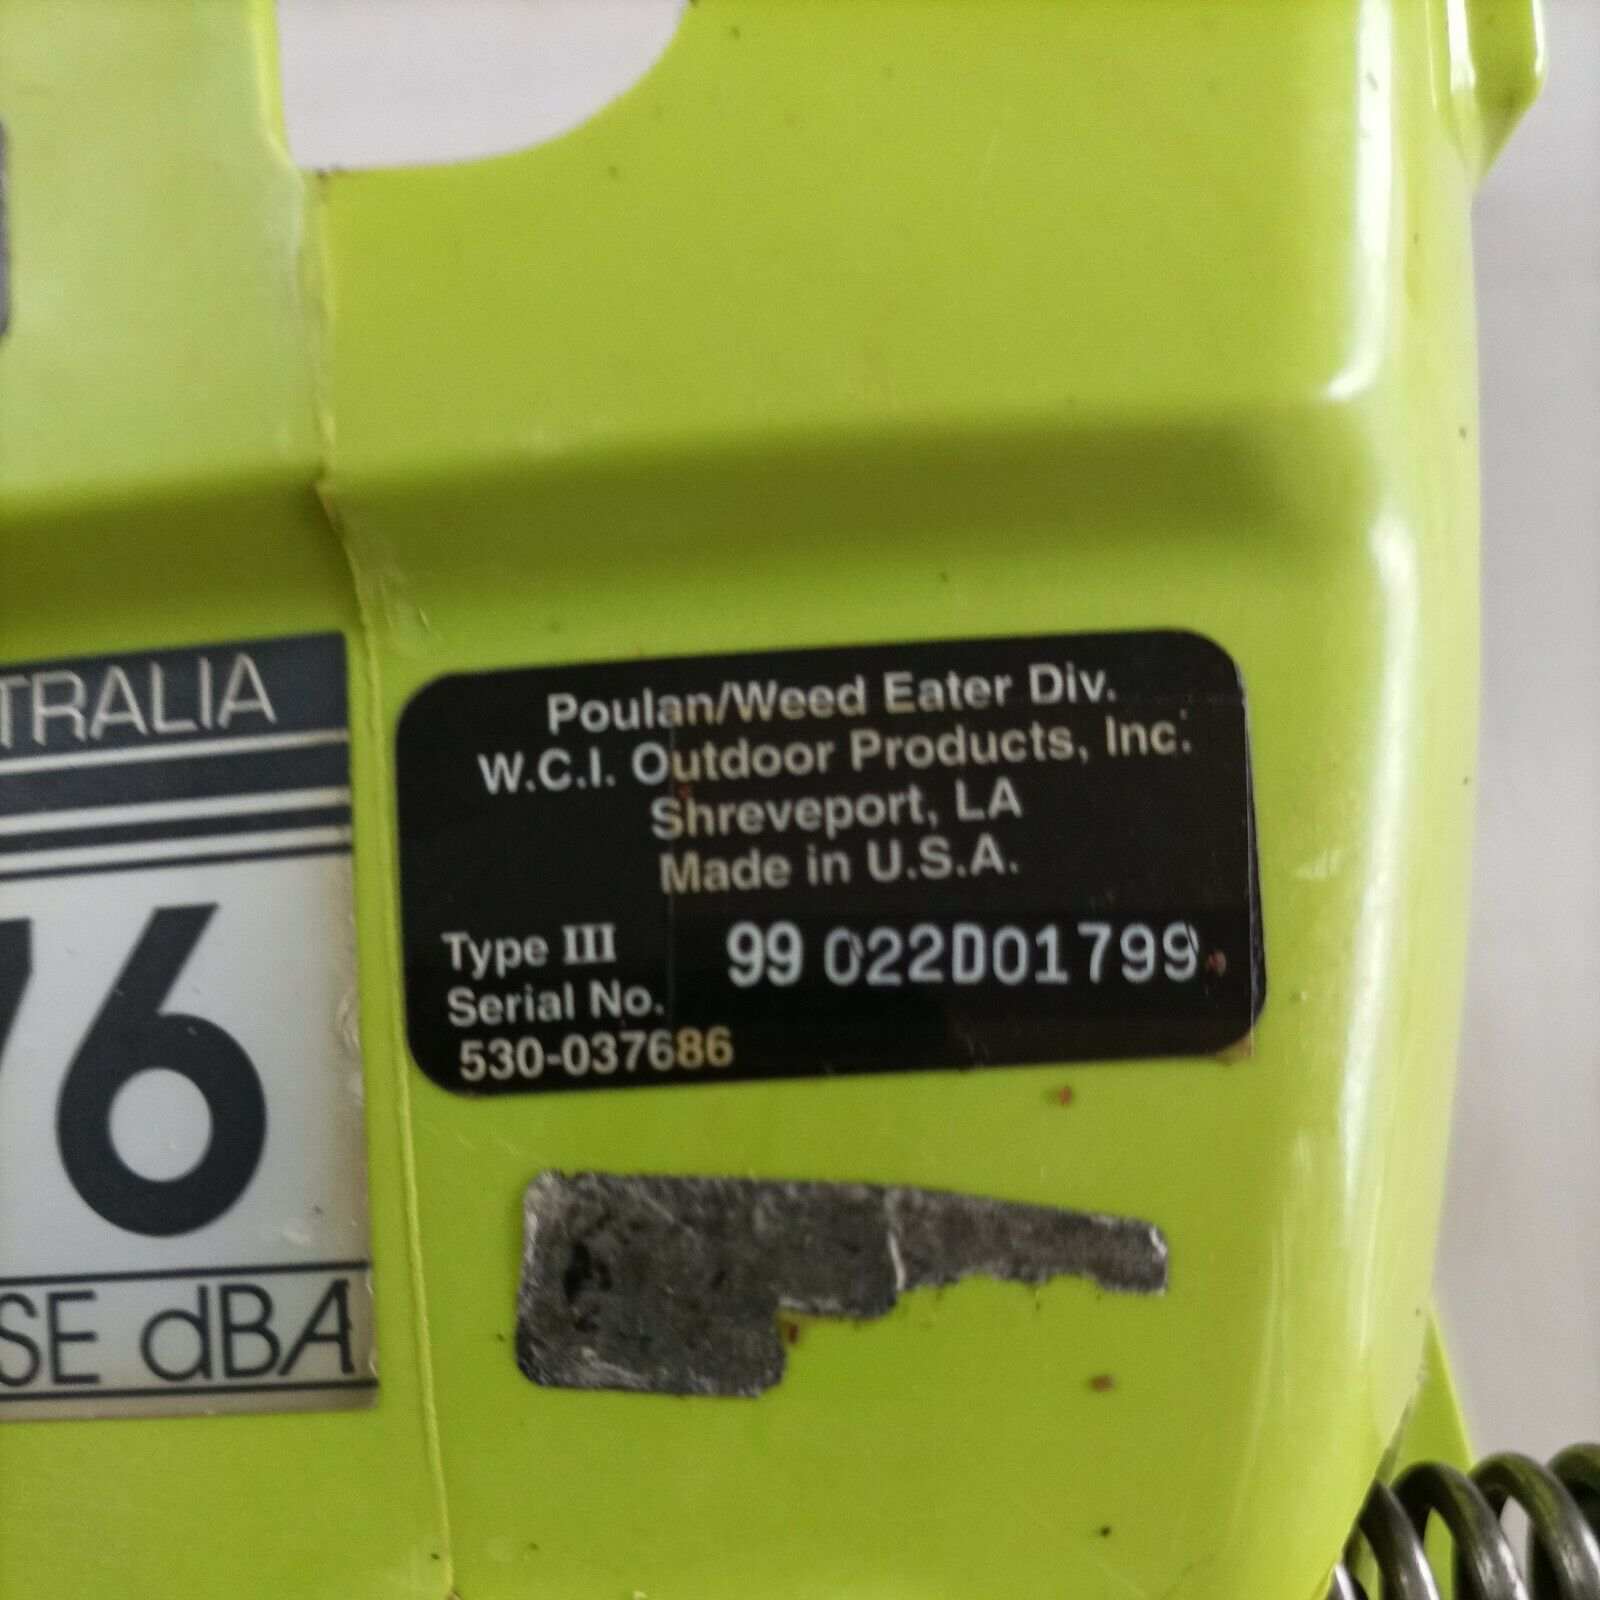 TRALIA
76
SE dBA
Poulan/Weed Eater Div.
W.C.I. Outdoor Products, Inc.
Shreveport, LA
Made in U.S.A.
Type III 99 022D01799
Serial No.
530-037686